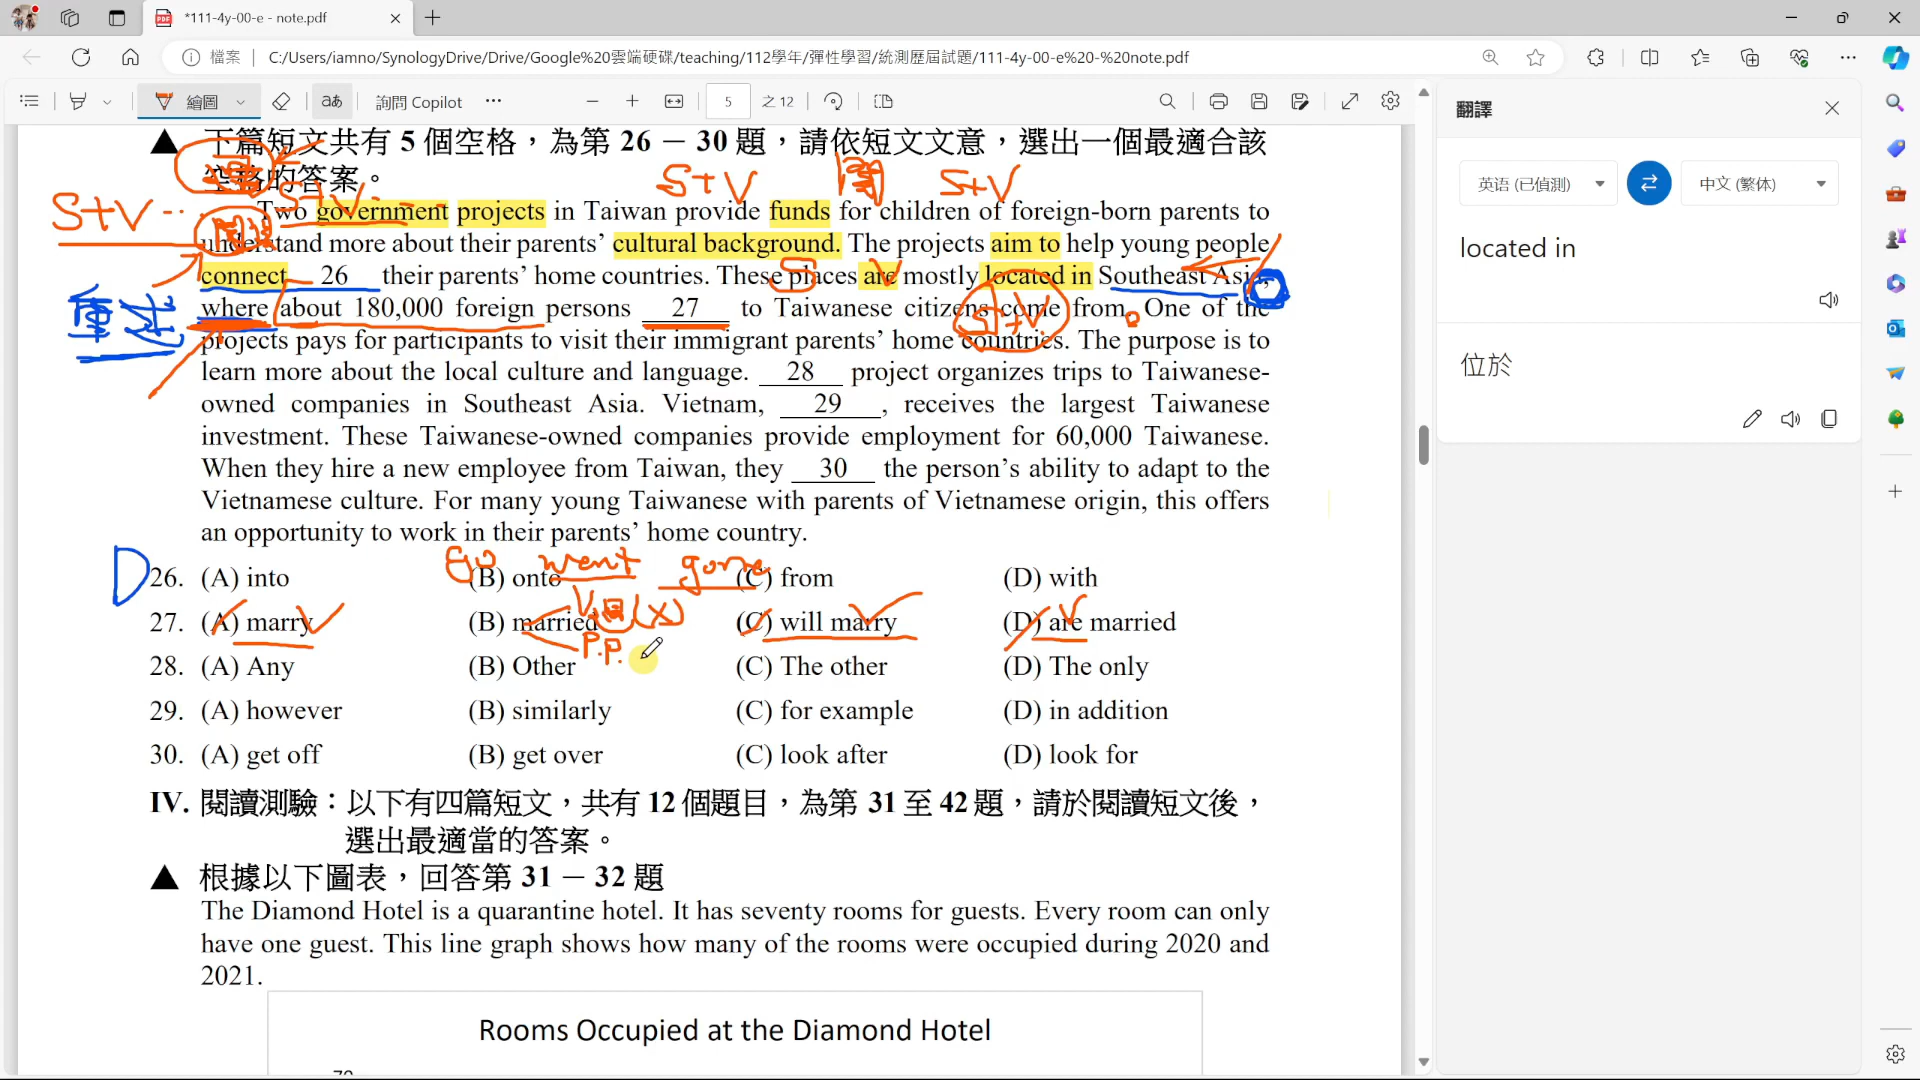 *111-4y-00-e - note.pdf
檔案 C:/Users/iamno/SynologyDrive/Drive/Google%20雲端硬碟/teaching/112學年/彈性學習/統測歷屆試題/111-4y-00-e%20-%20note.pdf
繪圖 aあ 詢問 Copilot 5 之 12
▲ 下篇短文共有 5 個空格，為第 26 － 30 題，請依短文文意，選出一個最適合該
空格的答案。
S+V
S+V
S+V
S+V
Two government projects in Taiwan provide funds for children of foreign-born parents to
understand more about their parents’ cultural background. The projects aim to help young people
connect 26 their parents’ home countries. These places are mostly located in Southeast Asia,
where about 180,000 foreign persons 27 to Taiwanese citizens come from. One of the
S V
S+V
重述
projects pays for participants to visit their immigrant parents’ home countries. The purpose is to
learn more about the local culture and language. 28 project organizes trips to Taiwanese-
owned companies in Southeast Asia. Vietnam, 29 , receives the largest Taiwanese
investment. These Taiwanese-owned companies provide employment for 60,000 Taiwanese.
When they hire a new employee from Taiwan, they 30 the person’s ability to adapt to the
Vietnamese culture. For many young Taiwanese with parents of Vietnamese origin, this offers
an opportunity to work in their parents’ home country.
Go went gone
D
26. (A) into (B) onto (C) from (D) with
V (X)
27. (A) marry (B) married (C) will marry (D) are married
V
P.P.
28. (A) Any (B) Other (C) The other (D) The only
29. (A) however (B) similarly (C) for example (D) in addition
30. (A) get off (B) get over (C) look after (D) look for
IV. 閱讀測驗：以下有四篇短文，共有 12 個題目，為第 31 至 42 題，請於閱讀短文後，
選出最適當的答案。
▲ 根據以下圖表，回答第 31 － 32 題
The Diamond Hotel is a quarantine hotel. It has seventy rooms for guests. Every room can only
have one guest. This line graph shows how many of the rooms were occupied during 2020 and
2021.
Rooms Occupied at the Diamond Hotel
70
翻譯
英语 (已偵測) 中文 (繁体)
located in
位於